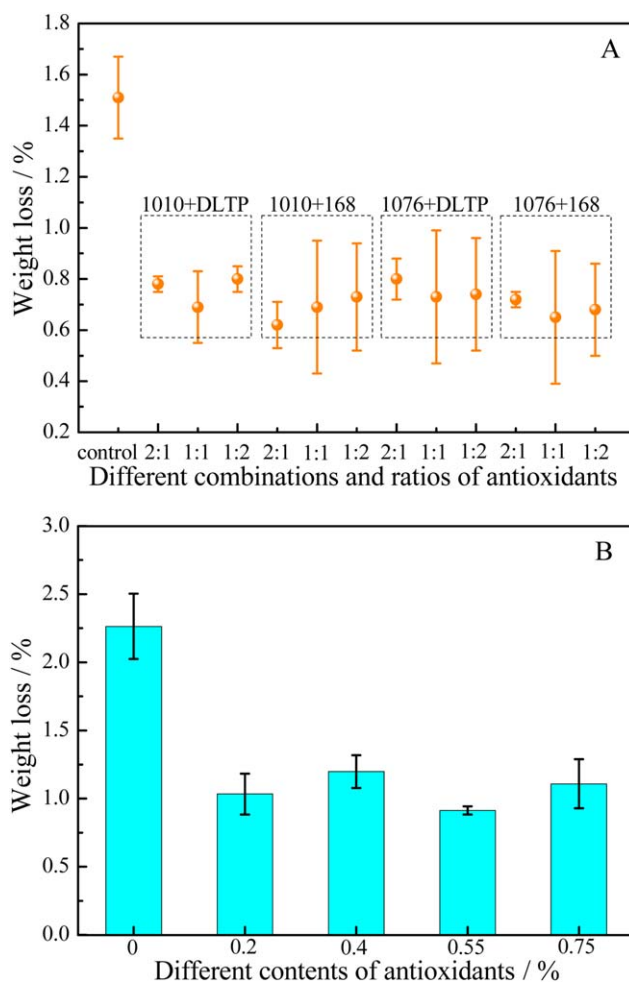 A
1.8
1.6
1.4
1.2
1.0
0.8
0.6
0.4
0.2
Weight loss / %
1010+DLTP 1010+168 1076+DLTP 1076+168
control 2:1 1:1 1:2 2:1 1:1 1:2 2:1 1:1 1:2 2:1 1:1 1:2
Different combinations and ratios of antioxidants
B
3.0
2.5
2.0
1.5
1.0
0.5
0.0
Weight loss / %
0 0.2 0.4 0.55 0.75
Different contents of antioxidants / %